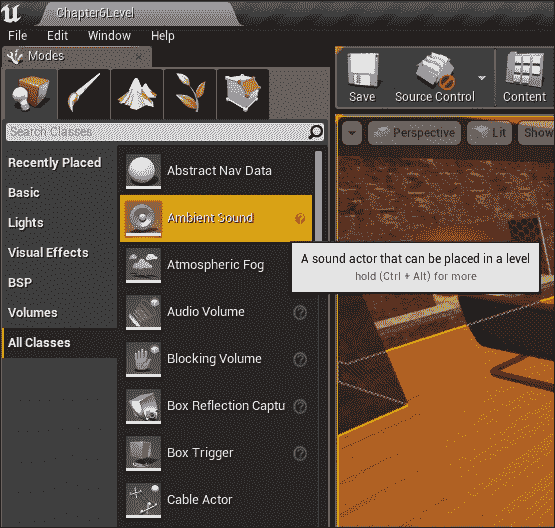 Chapter6Level
File Edit Window Help
Modes
Save
Source Control
Content
Search Classes
Perspective
Lit
Show
Recently Placed
Basic
Lights
Visual Effects
BSP
Volumes
All Classes
Abstract Nav Data
Ambient Sound
Atmospheric Fog
Audio Volume
Blocking Volume
Box Reflection Captu
Box Trigger
Cable Actor
A sound actor that can be placed in a level
hold (Ctrl + Alt) for more